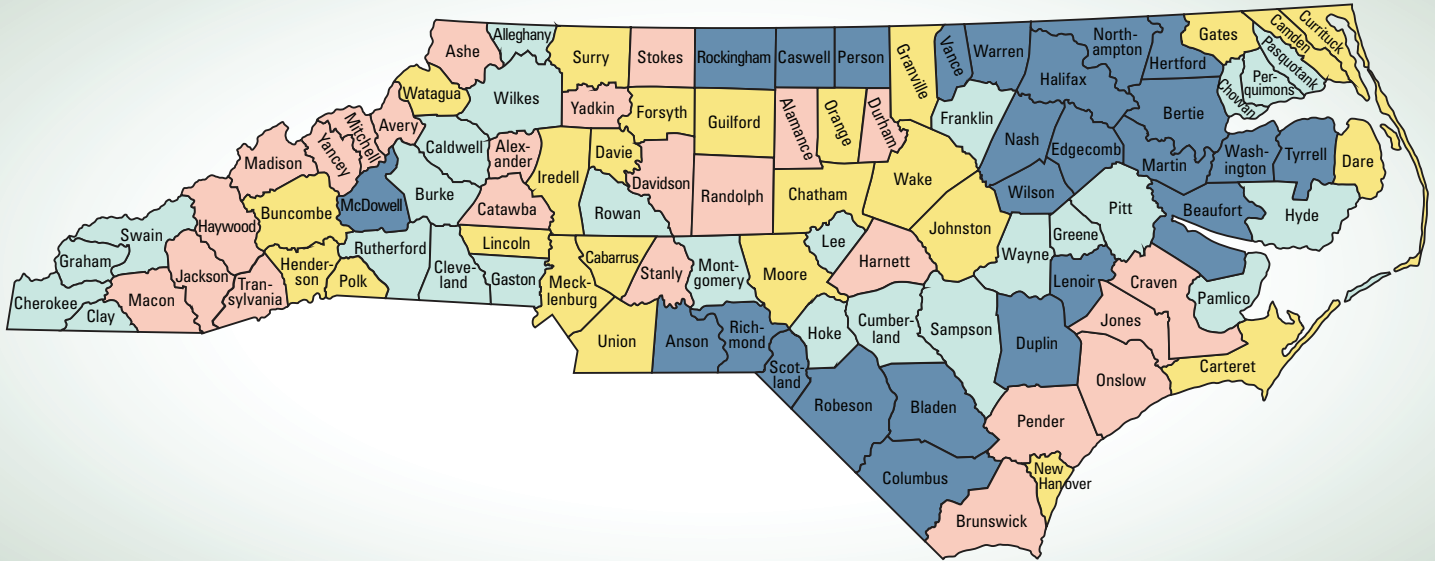 Alleghany
Ashe
Surry
Stokes
Rockingham
Caswell
Person
Granville
Vance
Warren
North-
ampton
Hertford
Gates
Camden
Currituck
Pasquotank
Per-
quimons
Chowan
Halifax
Bertie
Watagua
Wilkes
Yadkin
Forsyth
Guilford
Alamance
Orange
Durham
Franklin
Nash
Edgecomb
Martin
Wash-
ington
Tyrrell
Dare
Avery
Mitchell
Yancey
Madison
Caldwell
Alex-
ander
Iredell
Davie
Davidson
Randolph
Chatham
Wake
Wilson
Pitt
Beaufort
Hyde
Buncombe
McDowell
Burke
Catawba
Rowan
Johnston
Greene
Wayne
Lee
Harnett
Lenoir
Craven
Pamlico
Haywood
Swain
Graham
Cherokee
Clay
Macon
Jackson
Tran-
sylvania
Hender-
son
Polk
Rutherford
Cleve-
land
Lincoln
Gaston
Meck-
lenburg
Cabarrus
Stanly
Mont-
gomery
Moore
Union
Anson
Rich-
mond
Scot-
land
Hoke
Cumber-
land
Sampson
Duplin
Jones
Onslow
Carteret
Robeson
Bladen
Pender
Columbus
New
Hanover
Brunswick